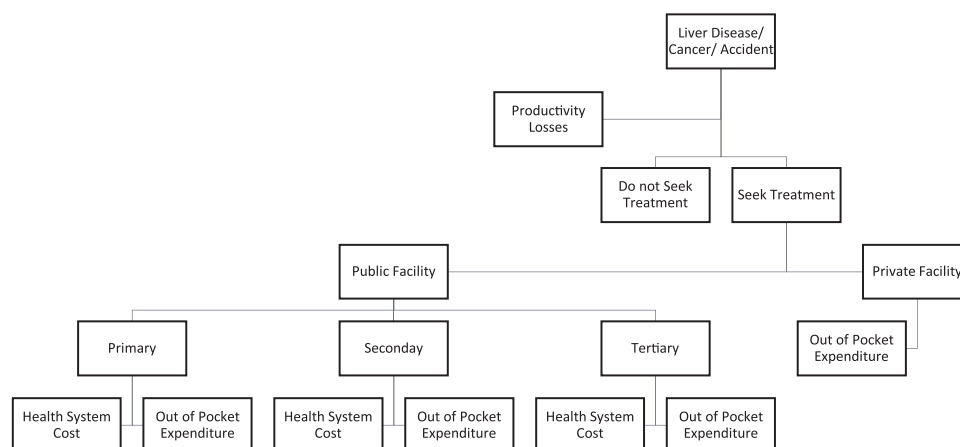 Liver Disease/
Cancer/ Accident
Productivity
Losses
Do not Seek
Treatment
Seek Treatment
Public Facility
Private Facility
Primary
Seconday
Tertiary
Out of Pocket
Expenditure
Health System
Cost
Out of Pocket
Expenditure
Health System
Cost
Out of Pocket
Expenditure
Health System
Cost
Out of Pocket
Expenditure